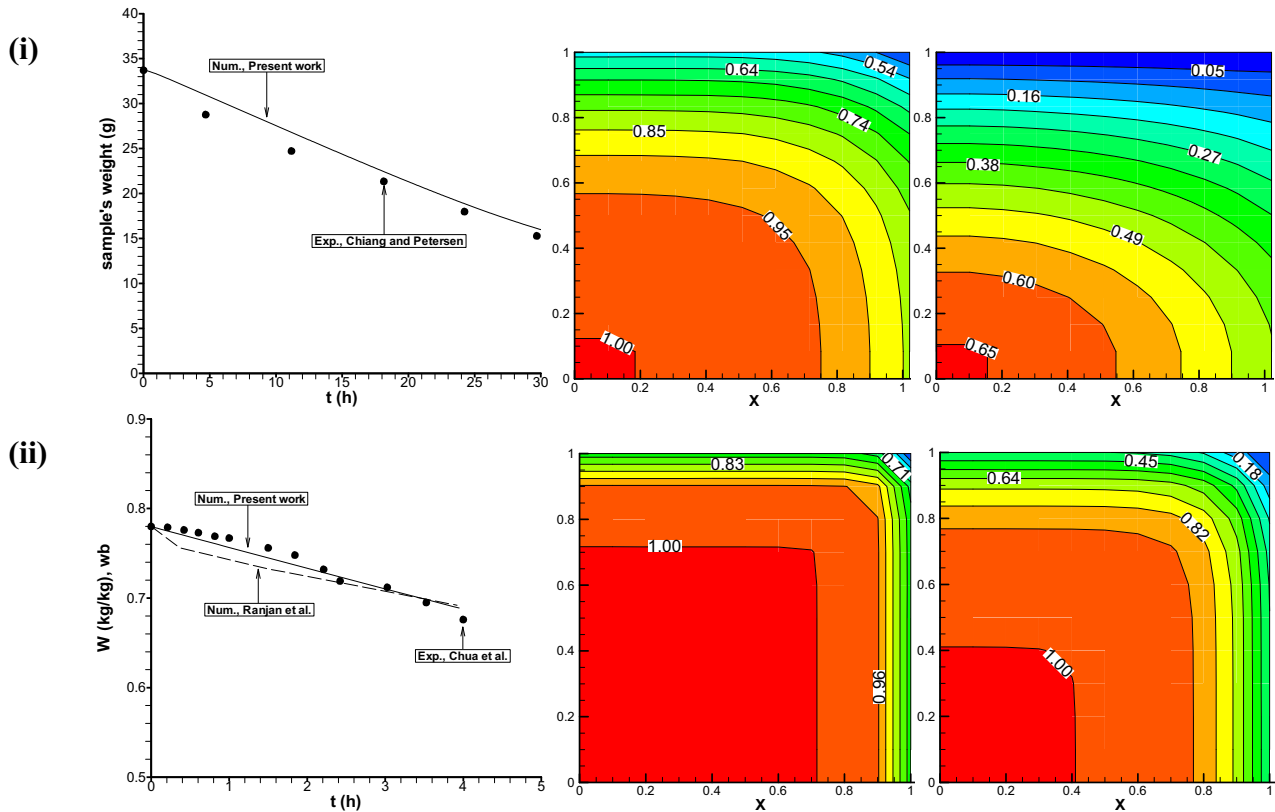 (i)
sample's weight (g)
40
35
30
25
20
15
10
5
0
Num., Present work
Exp., Chiang and Petersen
0 5 10 15 20 25 30
t (h)
1
0.8
0.6
0.4
0.2
0
0.54
0.64
0.74
0.85
0.95
1.00
0 0.2 0.4 0.6 0.8 1
X
1
0.8
0.6
0.4
0.2
0
0.05
0.16
0.27
0.38
0.49
0.60
0.65
0 0.2 0.4 0.6 0.8 1
X
(ii)
W (kg/kg), wb
0.9
0.8
0.7
0.6
0.5
Num., Present work
Num., Ranjan et al.
Exp., Chua et al.
0 1 2 3 4 5
t (h)
1
0.8
0.6
0.4
0.2
0
0.83
0.71
1.00
0.96
0 0.2 0.4 0.6 0.8 1
X
1
0.8
0.6
0.4
0.2
0
0.18
0.45
0.64
0.82
1.00
0 0.2 0.4 0.6 0.8 1
X